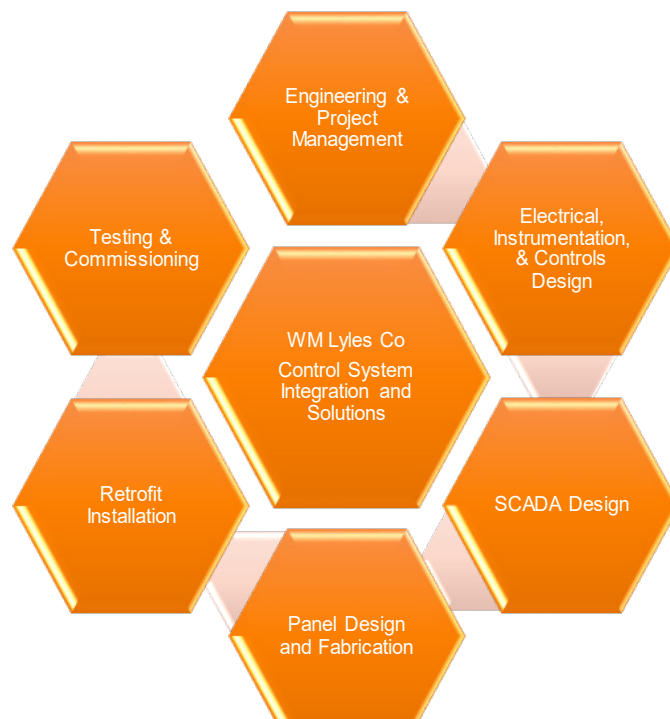 Engineering &
Project
Management
Electrical,
Instrumentation,
& Controls
Design
Testing &
Commissioning
WM Lyles Co
Control System
Integration and
Solutions
Retrofit
Installation
SCADA Design
Panel Design
and Fabrication